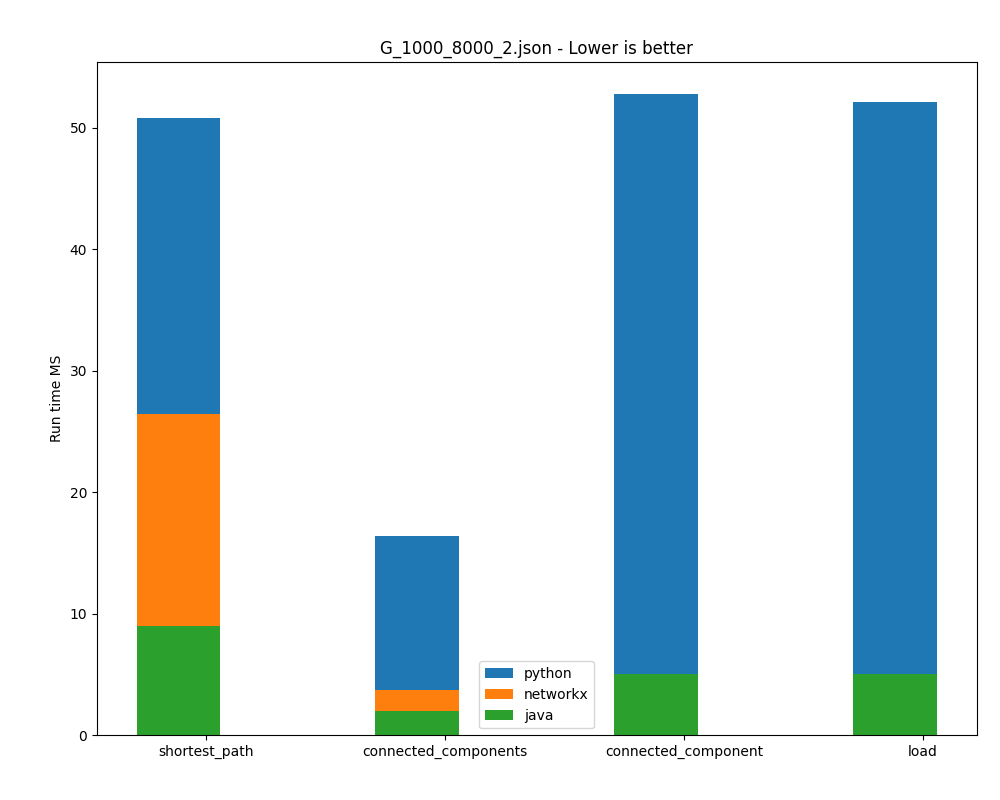 G_1000_8000_2.json - Lower is better
Run time MS
50
40
30
20
10
0
python
networkx
java
shortest_path
connected_components
connected_component
load